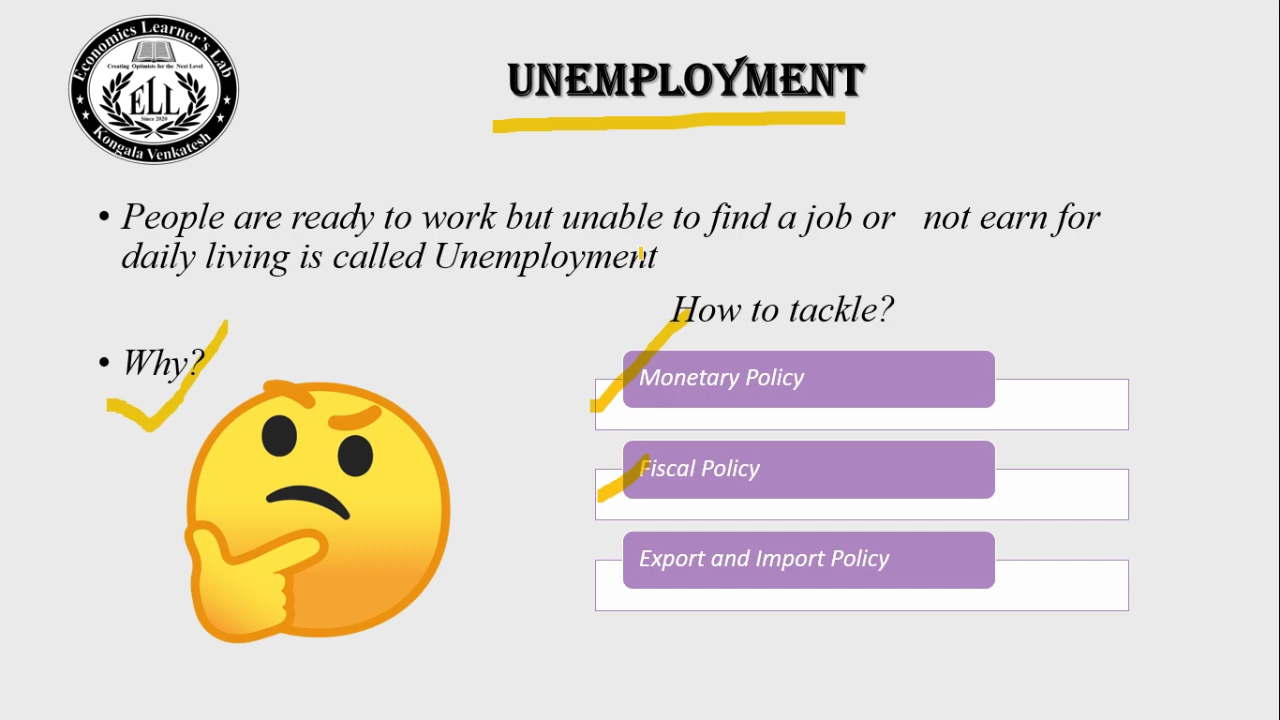 Economics Learner's Lab
Creating Optimists for the Next Level
ELL
Since 2020
Kongala Venkatesh
UNEMPLOYMENT
• People are ready to work but unable to find a job or not earn for
daily living is called Unemployment
How to tackle?
• Why?
Monetary Policy
Fiscal Policy
Export and Import Policy